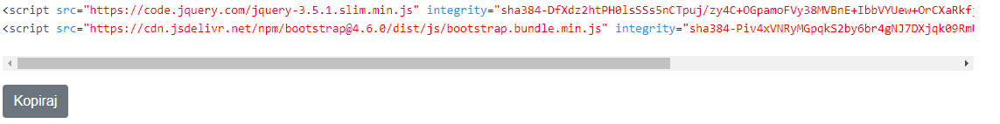 <script src="https://code.jquery.com/jquery-3.5.1.slim.min.js" integrity="sha384-DfXdz2htPH0lsSSs5nCTpuj/zy4C+OGpamoFVy38MVBnE+IbbVYUew+OrCXaRkf
<script src="https://cdn.jsdelivr.net/npm/bootstrap@4.6.0/dist/js/bootstrap.bundle.min.js" integrity="sha384-Piv4xVNRyMGpqkS2by6br4gNJ7DXjqk09Rm
Kopiraj